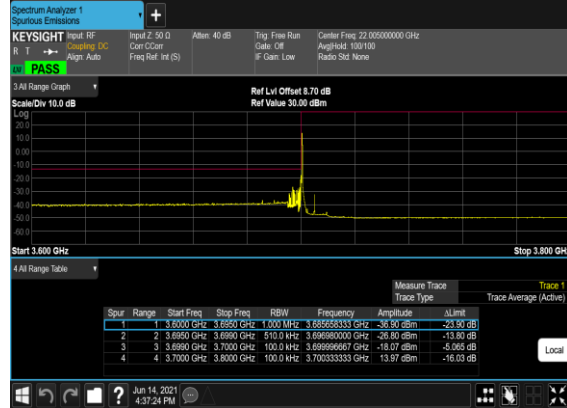 Spectrum Analyzer 1
Spurious Emissions
+
KEYSIGHT Input: RF Input Z: 50 Ω Atten: 40 dB Trig: Free Run Center Freq: 22.005000000 GHz
R T Coupling: DC Corr CCorr Gate: Off Avg|Hold: 100/100
Align: Auto Freq Ref: Int (S) IF Gain: Low Radio Std: None
PASS
3 All Range Graph
Ref Lvl Offset 8.70 dB
Scale/Div 10.0 dB Ref Value 30.00 dBm
Log
20.0
10.0
0.00
-10.0
-20.0
-30.0
-40.0
-50.0
-60.0
Start 3.600 GHz Stop 3.800 GH
4 All Range Table
Measure Trace Trace 1
Trace Type Trace Average (Active)
Spur Range Start Freq Stop Freq RBW Frequency Amplitude ΔLimit
1 1 3.6000 GHz 3.6950 GHz 1.000 MHz 3.685658333 GHz -36.90 dBm -23.90 dB
2 2 3.6950 GHz 3.6990 GHz 510.0 kHz 3.696980000 GHz -26.80 dBm -13.80 dB
3 3 3.6990 GHz 3.7000 GHz 100.0 kHz 3.699996667 GHz -18.07 dBm -5.065 dB
4 4 3.7000 GHz 3.8000 GHz 100.0 kHz 3.700333333 GHz 13.97 dBm -16.03 dB
Local
? Jun 14, 2021
4:37:24 PM